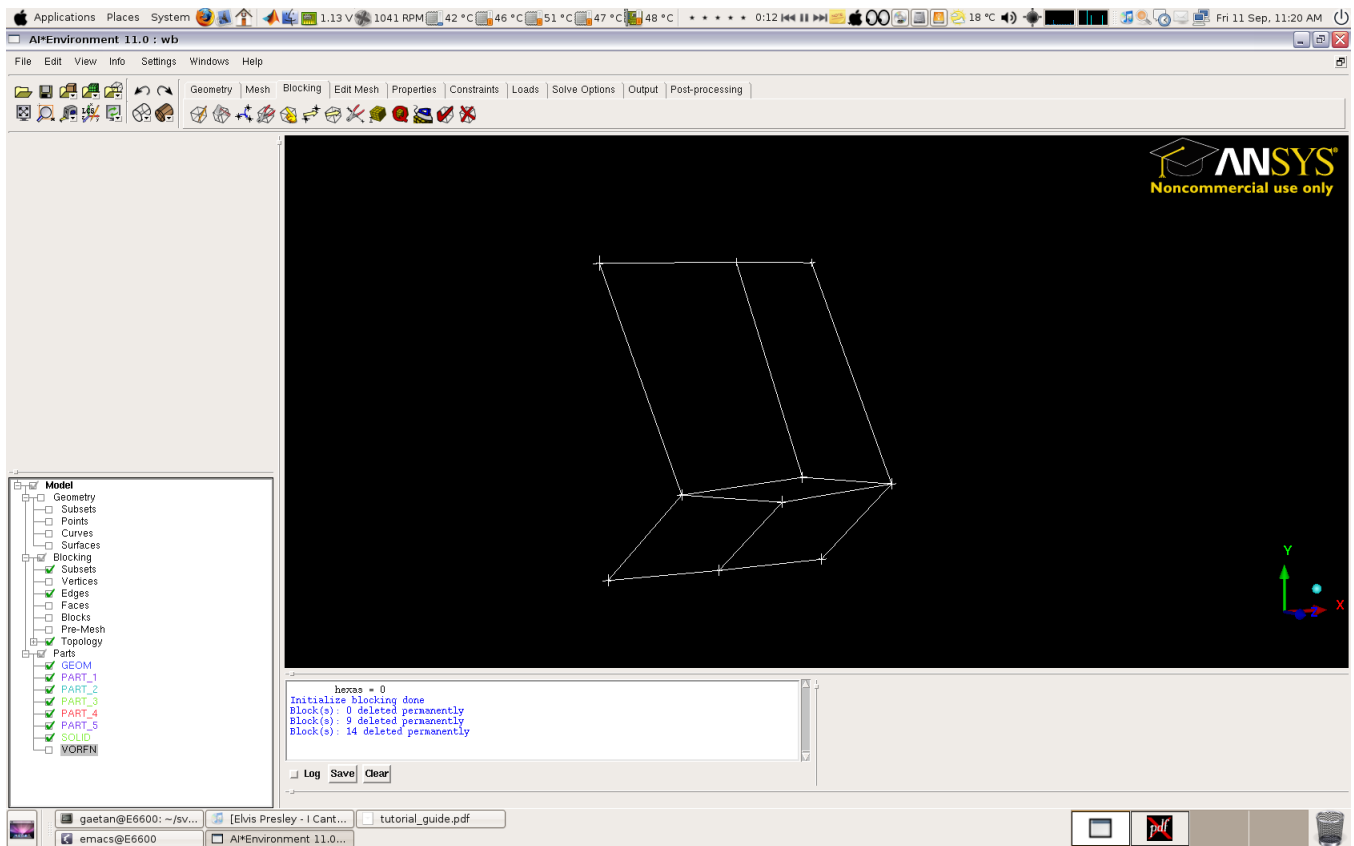 Applications Places System 1.13 V 1041 RPM 42 °C 46 °C 51 °C 47 °C 48 °C 0:12 18 °C Fri 11 Sep, 11:20 AM
AI*Environment 11.0 : wb
File Edit View Info Settings Windows Help
Geometry Mesh Blocking Edit Mesh Properties Constraints Loads Solve Options Output Post-processing
ANSYS
Noncommercial use only
Model
Geometry
Subsets
Points
Curves
Surfaces
Blocking
Subsets
Vertices
Edges
Faces
Blocks
Pre-Mesh
Topology
Parts
GEOM
PART_1
PART_2
PART_3
PART_4
PART_5
SOLID
VORFN
Y
X
Z
hexas = 0
Initialize blocking done
Block(s): 0 deleted permanently
Block(s): 9 deleted permanently
Block(s): 14 deleted permanently
Log Save Clear
gaetan@E6600: ~/sv... [Elvis Presley - I Cant... tutorial_guide.pdf
emacs@E6600 AI*Environment 11.0...
pdf